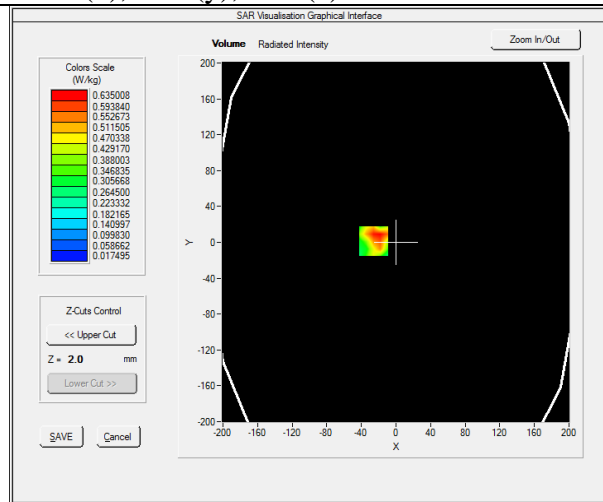 SAR Visualisation Graphical Interface
Volume Radiated Intensity
Zoom In/Out
Colors Scale
(W/kg)
0.635008
0.593840
0.552673
0.511505
0.470338
0.429170
0.388003
0.346835
0.305668
0.264500
0.223332
0.182165
0.140997
0.099830
0.058662
0.017495
Z-Cuts Control
<< Upper Cut
Z = 2.0 mm
Lower Cut >>
SAVE Cancel
200
160
120
80
40
0
-40
-80
-120
-160
-200
Y
-200 -160 -120 -80 -40 0 40 80 120 160 200
X